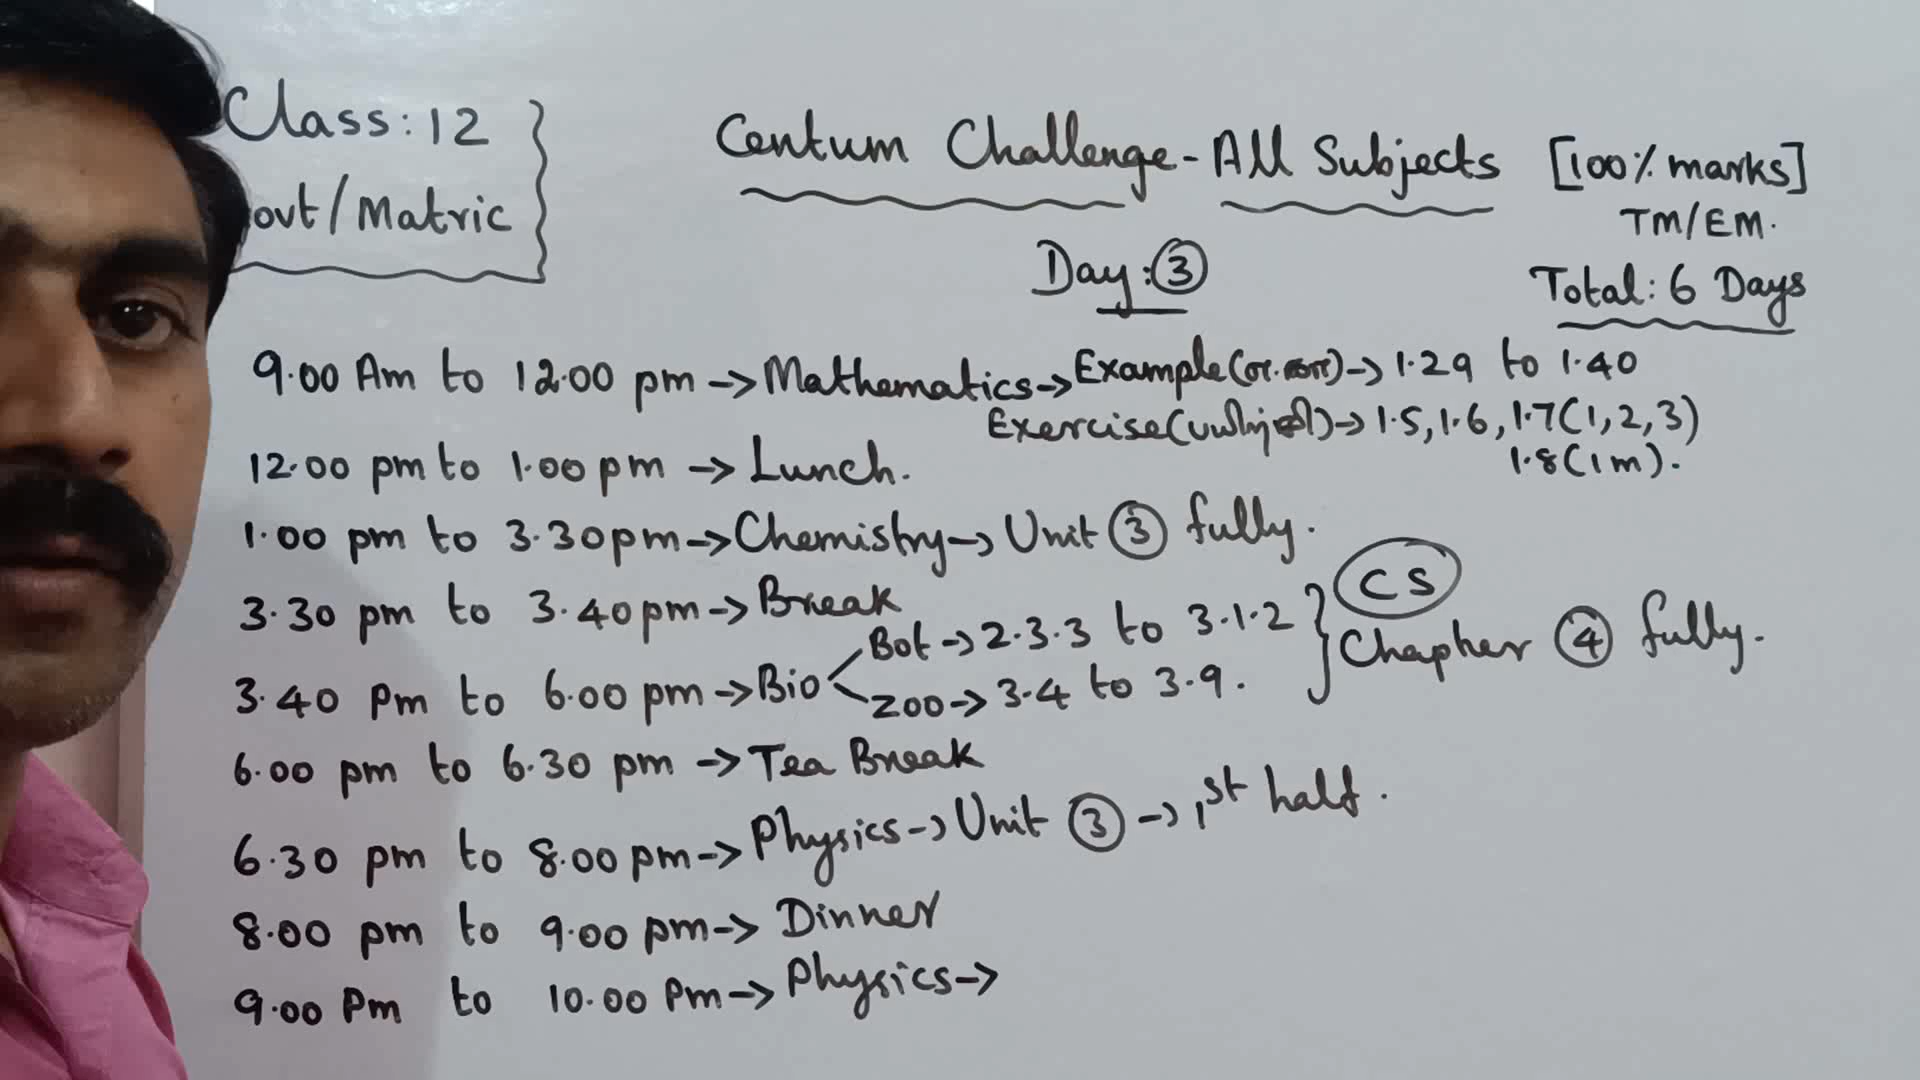 Class: 12
ovt/Matric
Centum Challenge - All Subjects [100% marks]
TM/EM.
Day: 3
Total: 6 Days
9.00 Am to 12.00 pm -> Mathematics -> Example -> 1.29 to 1.40
Exercise(பயிற்சி) -> 1.5, 1.6, 1.7(1, 2, 3)
1.8(1m).
12.00 pm to 1.00 pm -> Lunch.
1.00 pm to 3.30 pm -> Chemistry -> Unit 3 fully.
3.30 pm to 3.40 pm -> Break
3.40 Pm to 6.00 pm -> Bio
Bot -> 2.3.3 to 3.1.2
Zoo -> 3.4 to 3.9.
CS
Chapter 4 fully.
6.00 pm to 6.30 pm -> Tea Break
6.30 pm to 8.00 pm -> Physics -> Unit 3 -> 1st half.
8.00 pm to 9.00 pm -> Dinner
9.00 Pm to 10.00 Pm -> Physics ->